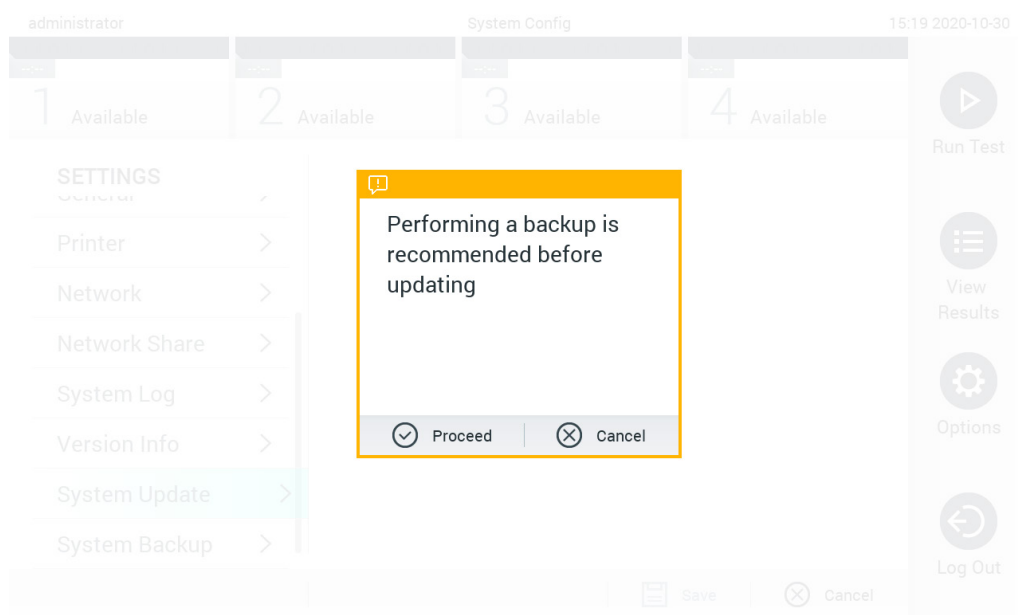 administrator System Config 15:19 2020-10-30
--:-- --:-- --:-- --:--
1 Available 2 Available 3 Available 4 Available
Run Test
SETTINGS
General
Printer
Network
Network Share
System Log
Version Info
System Update
System Backup
Performing a backup is
recommended before
updating
Proceed Cancel
View
Results
Options
Log Out
Save Cancel